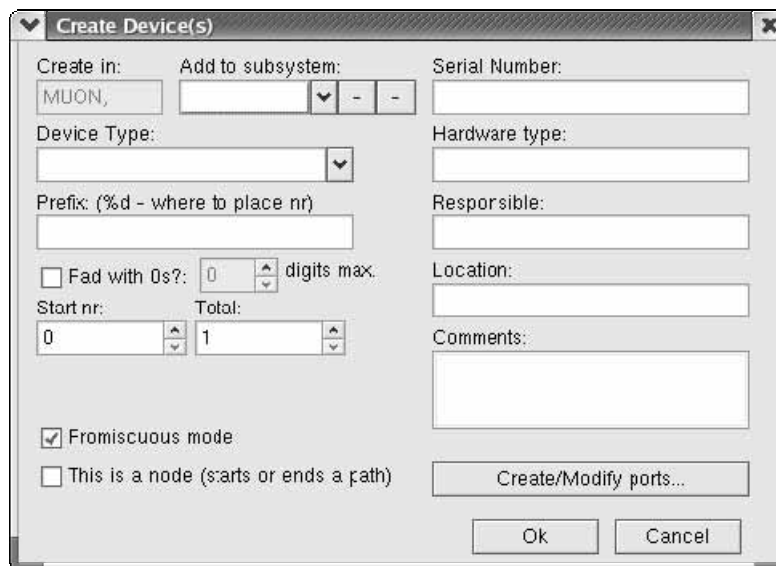 Create Device(s)
Create in:
MUON,
Add to subsystem:
- -
Device Type:
Prefix: (%d - where to place nr)
Fad with 0s?: 0 digits max.
Start nr:
0
Total:
1
Fromiscuous mode
This is a node (starts or ends a path)
Serial Number:
Hardware type:
Responsible:
Location:
Comments:
Create/Modify ports...
Ok
Cancel